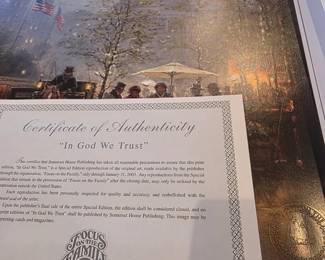 Certificate of Authenticity
"In God We Trust"
This certifies that Somerset House Publishing has taken all reasonable precautions to assure that this print
edition, "In God We Trust," is a Special Edition reproduction of the original art, made available by the publisher
through the organization, "Focus on the Family," only through January 11, 2003. Any reproductions from the Special
Edition that remain in the possession of "Focus on the Family" after the closing date, may only be utilized by the
organization outside the United States.
Each reproduction has been personally inspected for quality and accuracy and embellished with the
seal of the artist.
Upon the publisher's final sale of the entire Special Edition, the edition shall be considered closed, and no
print editions of "In God We Trust" shall be published by Somerset House Publishing. This image may be
greeting cards and magazines.
FOCUS
ON THE
FAMILY